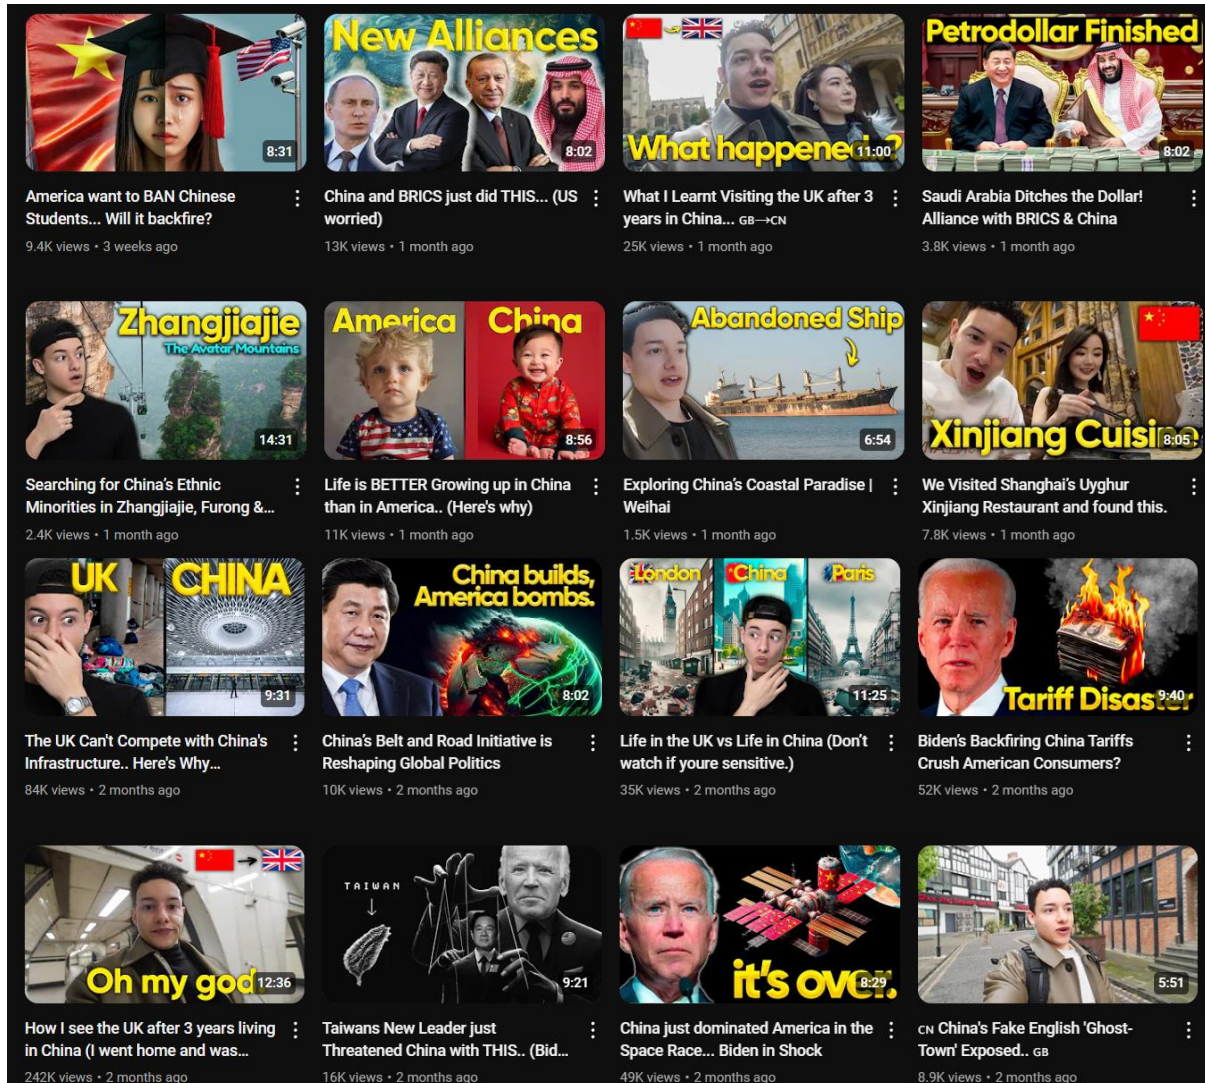 8:31
New Alliances
8:02
What happened is?
11:00
Petrodollar Finished
8:02
America want to BAN Chinese
Students... Will it backfire?
9.4K views • 3 weeks ago
China and BRICS just did THIS... (US
worried)
13K views • 1 month ago
What I Learnt Visiting the UK after 3
years in China... GB→CN
25K views • 1 month ago
Saudi Arabia Ditches the Dollar!
Alliance with BRICS & China
3.8K views • 1 month ago
Zhangjiajie
The Avatar Mountains
14:31
America China
8:56
Abandoned Ship
6:54
Xinjiang Cuisine
8:05
Searching for China's Ethnic
Minorities in Zhangjiajie, Furong &...
2.4K views • 1 month ago
Life is BETTER Growing up in China
than in America.. (Here's why)
11K views • 1 month ago
Exploring China's Coastal Paradise |
Weihai
1.5K views • 1 month ago
We Visited Shanghai's Uyghur
Xinjiang Restaurant and found this.
7.8K views • 1 month ago
UK CHINA
9:31
China builds,
America bombs.
8:02
London China Paris
11:25
Tariff Disaster
9:40
The UK Can't Compete with China's
Infrastructure.. Here's Why...
84K views • 2 months ago
China's Belt and Road Initiative is
Reshaping Global Politics
10K views • 2 months ago
Life in the UK vs Life in China (Don't
watch if youre sensitive.)
35K views • 2 months ago
Biden's Backfiring China Tariffs
Crush American Consumers?
52K views • 2 months ago
Oh my god
12:36
TAIWAN
9:21
it's over.
8:29
5:51
How I see the UK after 3 years living
in China (I went home and was...
242K views • 2 months ago
Taiwans New Leader just
Threatened China with THIS.. (Bid...
16K views • 2 months ago
China just dominated America in the
Space Race... Biden in Shock
49K views • 2 months ago
CN China's Fake English 'Ghost-
Town' Exposed.. GB
8.9K views • 2 months ago